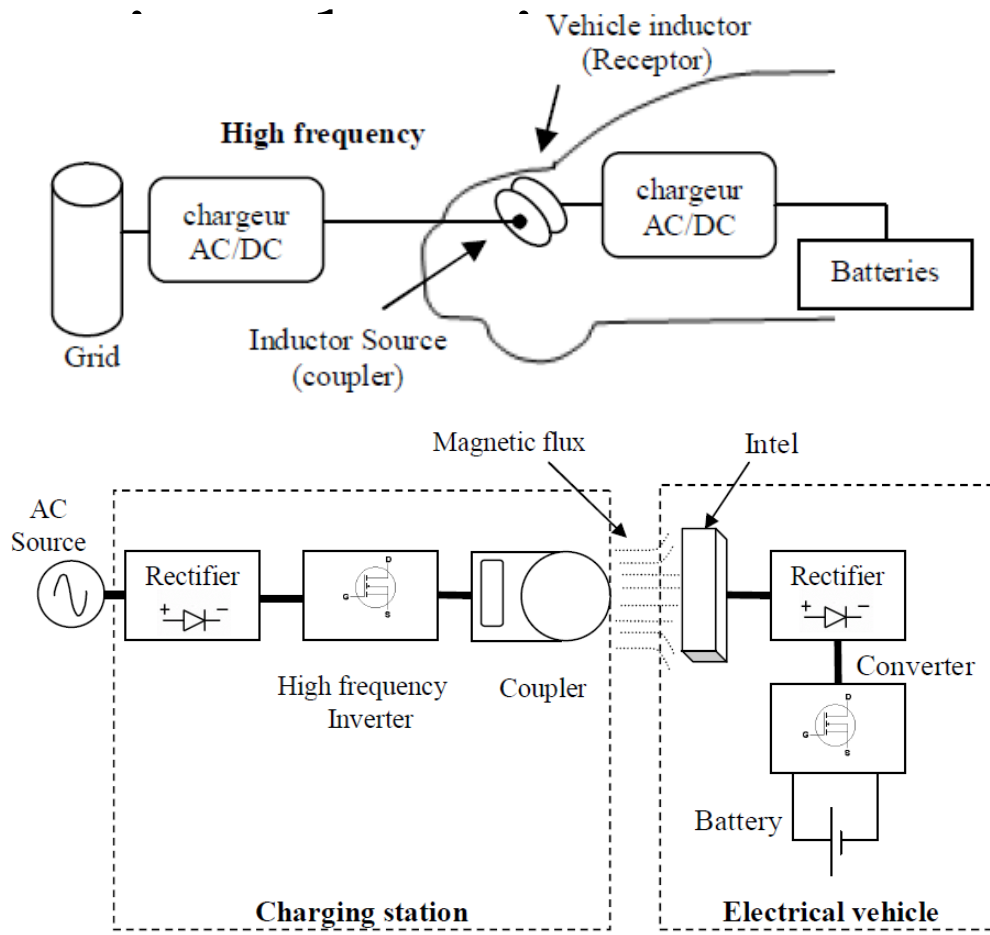 Vehicle inductor
(Receptor)
High frequency
chargeur
AC/DC
chargeur
AC/DC
Batteries
Grid
Inductor Source
(coupler)
Magnetic flux
Intel
AC
Source
Rectifier
+ −
D
G
S
High frequency
Inverter
Coupler
Rectifier
+ −
Converter
D
G
S
Battery
Charging station
Electrical vehicle